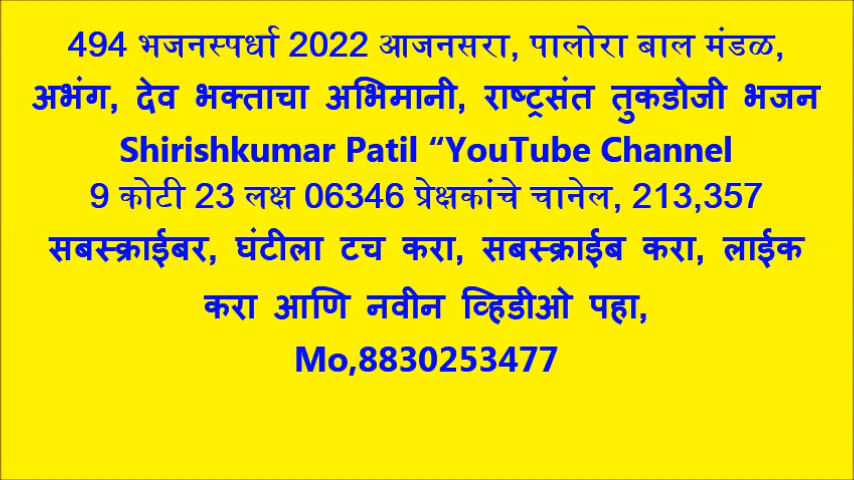 494 भजनस्पर्धा 2022 आजनसरा, पालोरा बाल मंडळ,
अभंग, देव भक्ताचा अभिमानी, राष्ट्रसंत तुकडोजी भजन
Shirishkumar Patil “YouTube Channel
9 कोटी 23 लक्ष 06346 प्रेक्षकांचे चानेल, 213,357
सबस्क्राईबर, घंटीला टच करा, सबस्क्राईब करा, लाईक
करा आणि नवीन व्हिडीओ पहा,
Mo,8830253477